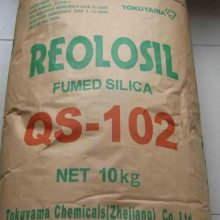 TOKUYAMA
REOLOSIL
FUMED SILICA
QS-102
NET 10kg
Tokuyama Chemicals(Zhejiang) Co.,Ltd